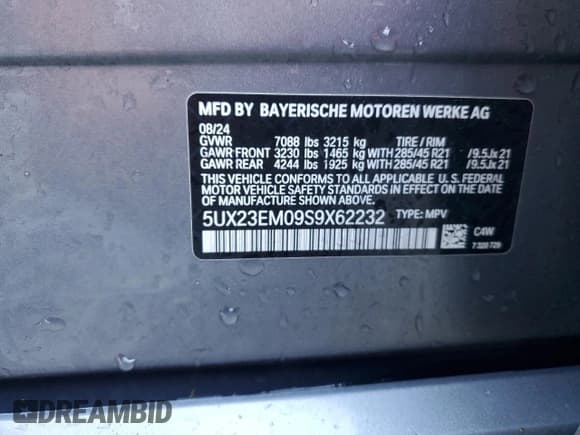 MFD BY BAYERISCHE MOTOREN WERKE AG
08/24
GVWR 7088 lbs 3215 kg TIRE / RIM
GAWR FRONT 3230 lbs 1465 kg WITH 285/45 R21 /9.5Jx21
GAWR REAR 4244 lbs 1925 kg WITH 285/45 R21 /9.5Jx21
THIS VEHICLE CONFORMS TO ALL APPLICABLE U. S. FEDERAL
MOTOR VEHICLE SAFETY STANDARDS IN EFFECT ON THE DATE
OF MANUFACTURE SHOWN ABOVE.
5UX23EM09S9X62232 TYPE: MPV
C4W
7 320 729
DREAMBID